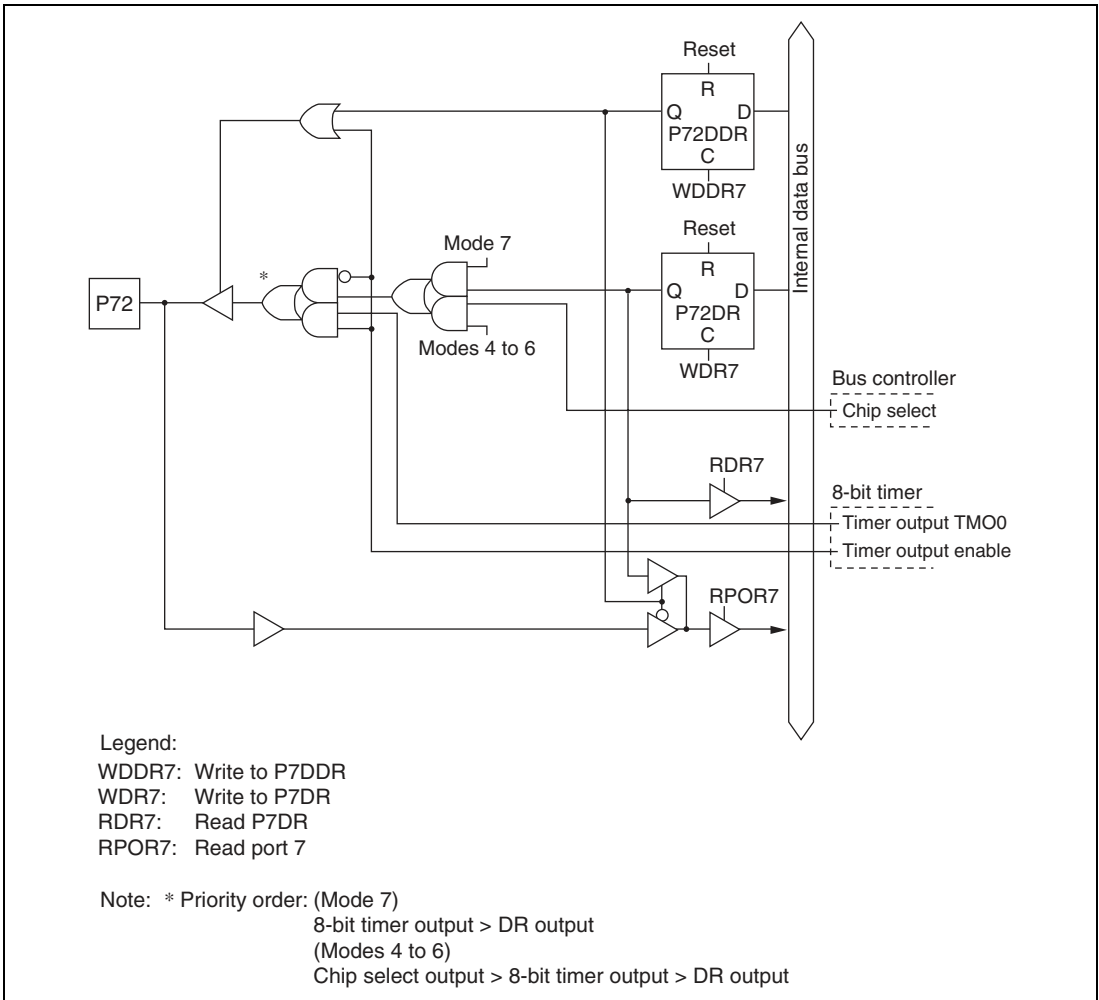 Reset
R
Q D
P72DDR
C
WDDR7
Reset
R
Q D
P72DR
C
WDR7
Internal data bus
Mode 7
*
P72
Modes 4 to 6
Bus controller
Chip select
RDR7
8-bit timer
Timer output TMO0
Timer output enable
RPOR7
Legend:
WDDR7: Write to P7DDR
WDR7: Write to P7DR
RDR7: Read P7DR
RPOR7: Read port 7
Note: * Priority order: (Mode 7)
8-bit timer output > DR output
(Modes 4 to 6)
Chip select output > 8-bit timer output > DR output